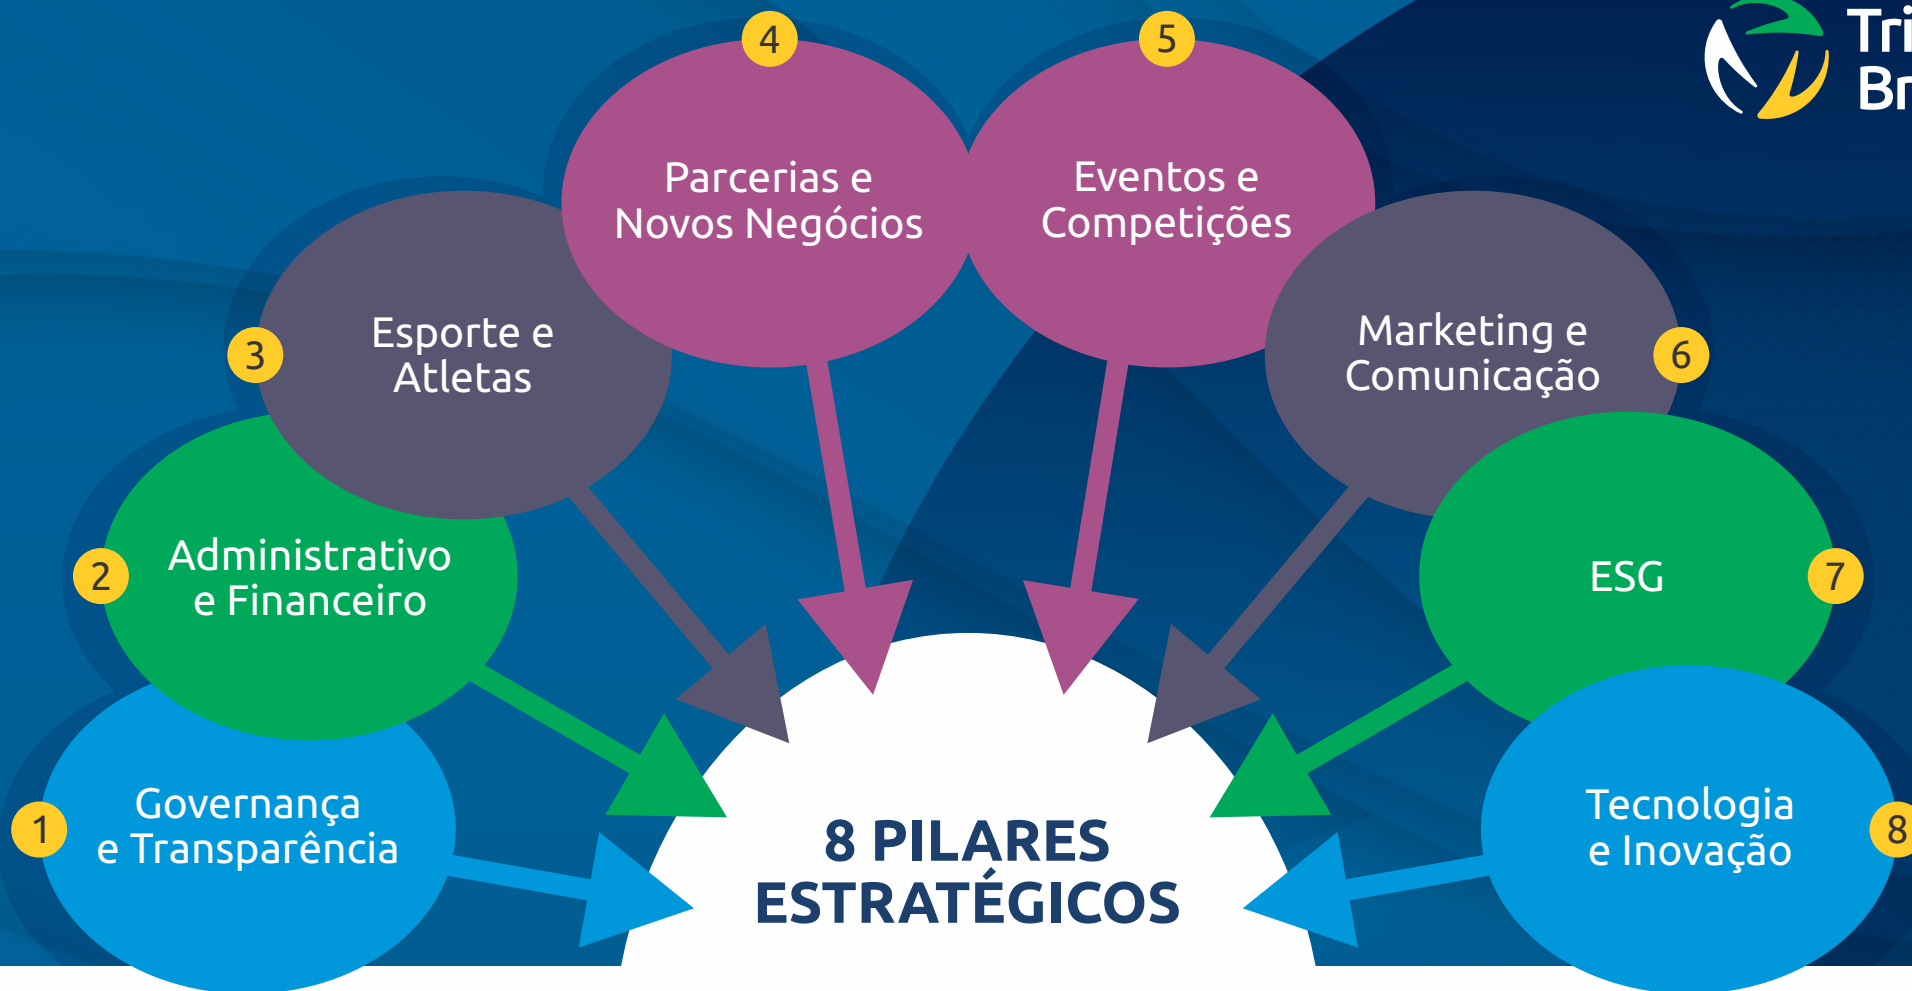 4
5
Parcerias e
Novos Negócios
Eventos e
Competições
3
Esporte e
Atletas
Marketing e
Comunicação
6
2
Administrativo
e Financeiro
ESG
7
1
Governança
e Transparência
8 PILARES
ESTRATÉGICOS
Tecnologia
e Inovação
8